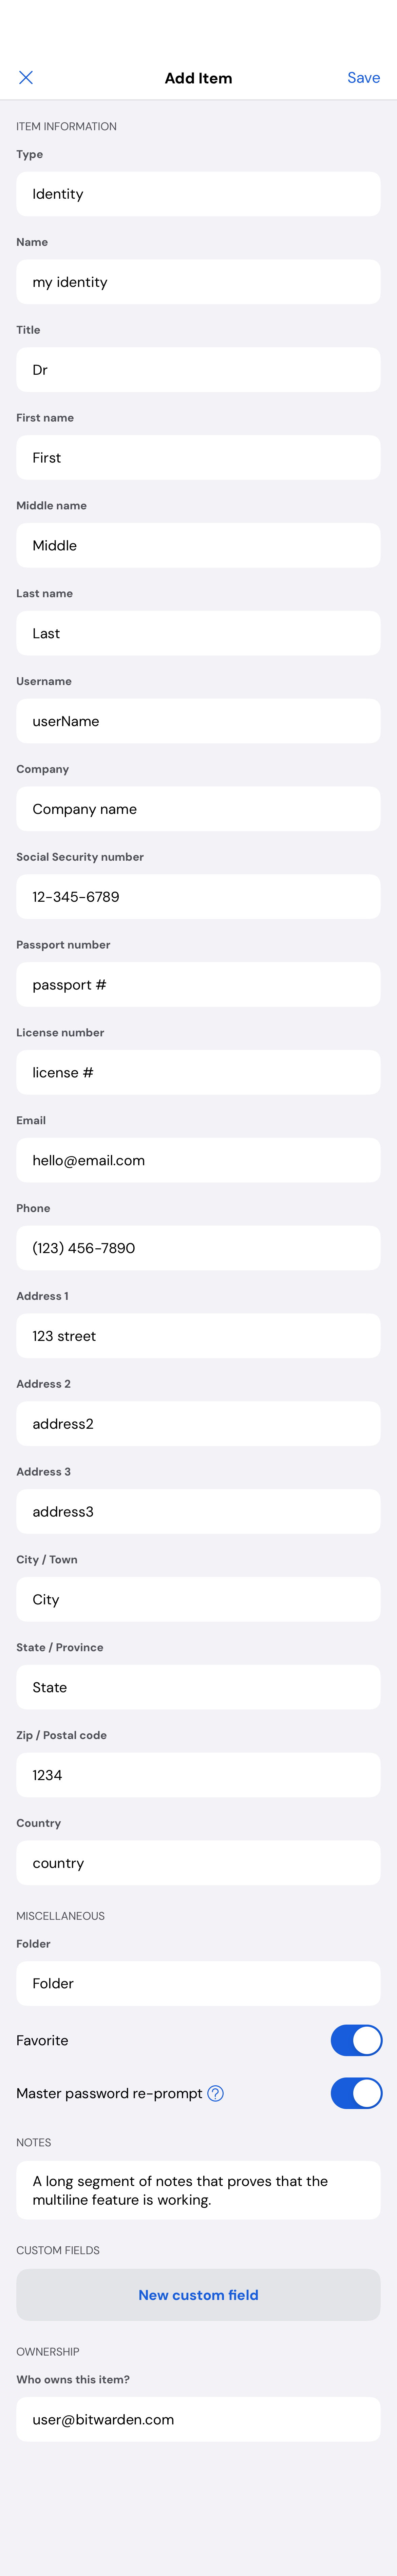 Add Item
Save
ITEM INFORMATION
Type
Identity
Name
my identity
Title
Dr
First name
First
Middle name
Middle
Last name
Last
Username
userName
Company
Company name
Social Security number
12-345-6789
Passport number
passport #
License number
license #
Email
hello@email.com
Phone
(123) 456-7890
Address 1
123 street
Address 2
address2
Address 3
address3
City / Town
City
State / Province
State
Zip / Postal code
1234
Country
country
MISCELLANEOUS
Folder
Folder
Favorite
Master password re-prompt ?
NOTES
A long segment of notes that proves that the
multiline feature is working.
CUSTOM FIELDS
New custom field
OWNERSHIP
Who owns this item?
user@bitwarden.com